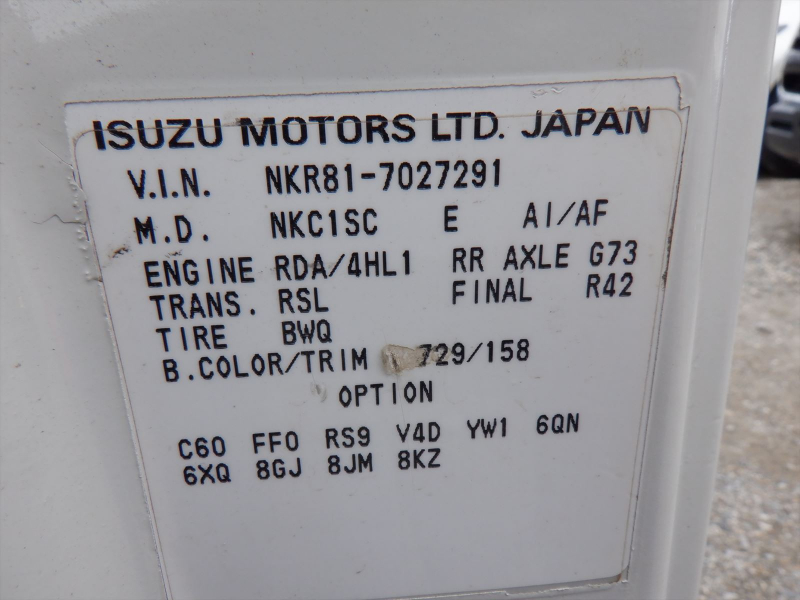 ISUZU MOTORS LTD. JAPAN
V.I.N. NKR81-7027291
M.D. NKC1SC E AI/AF
ENGINE RDA/4HL1 RR AXLE G73
TRANS. RSL FINAL R42
TIRE BWQ
B.COLOR/TRIM 729/158
OPTION
C60 FF0 RS9 V4D YW1 6QN
6XQ 8GJ 8JM 8KZ